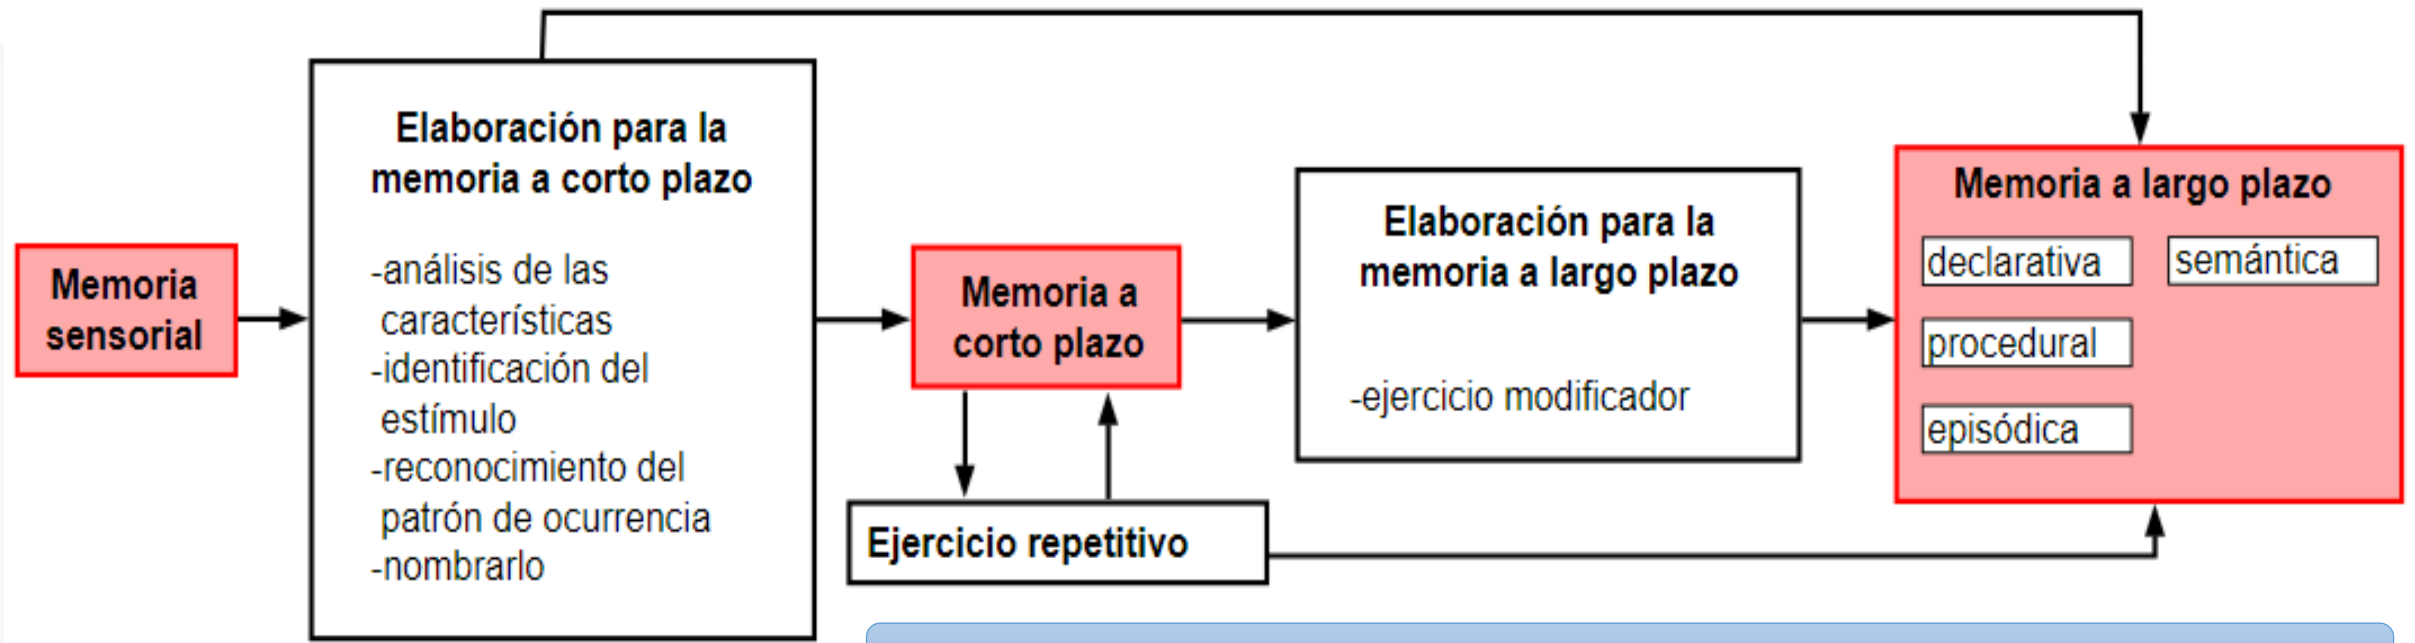 Memoria
sensorial
Elaboración para la
memoria a corto plazo
-análisis de las
características
-identificación del
estímulo
-reconocimiento del
patrón de ocurrencia
-nombrarlo
Memoria a
corto plazo
Ejercicio repetitivo
Elaboración para la
memoria a largo plazo
-ejercicio modificador
Memoria a largo plazo
declarativa
semántica
procedural
episódica